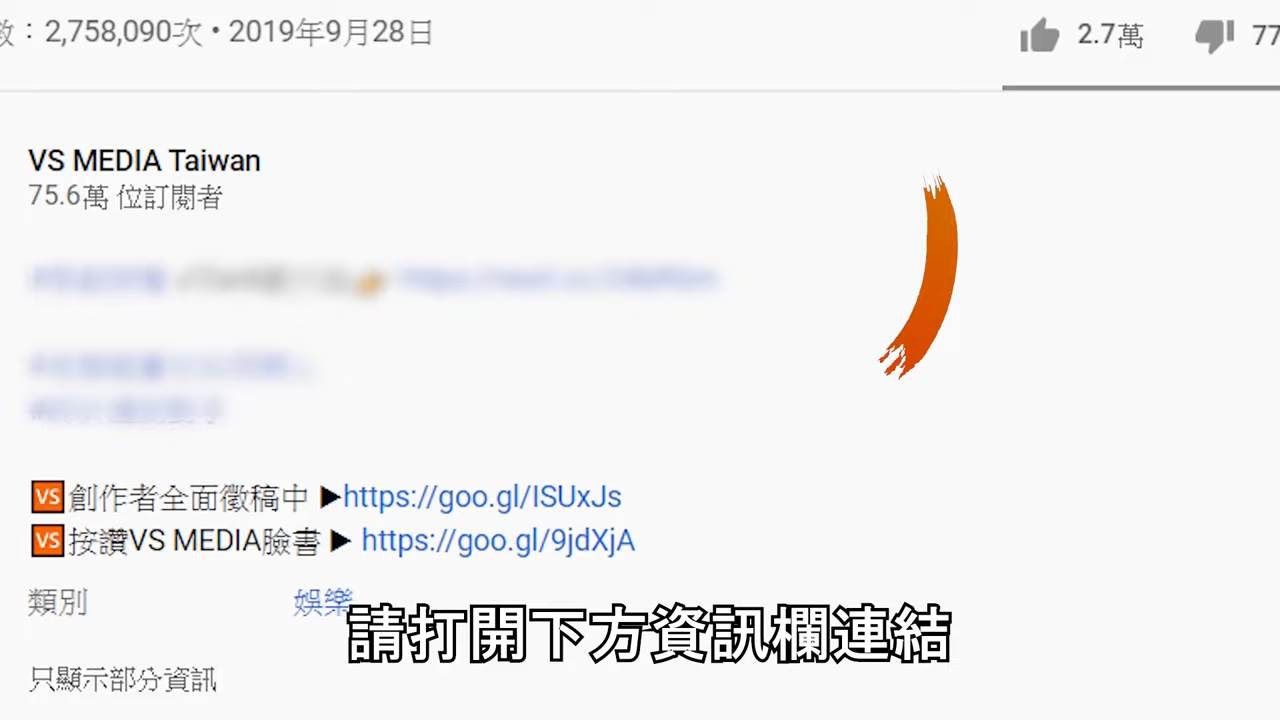 數：2,758,090次 • 2019年9月28日
2.7萬
77
VS MEDIA Taiwan
75.6萬 位訂閱者
🆚創作者全面徵稿中 ▶https://goo.gl/ISUxJs
🆚按讚VS MEDIA臉書 ▶ https://goo.gl/9jdXjA
類別 娛樂
請打開下方資訊欄連結
只顯示部分資訊